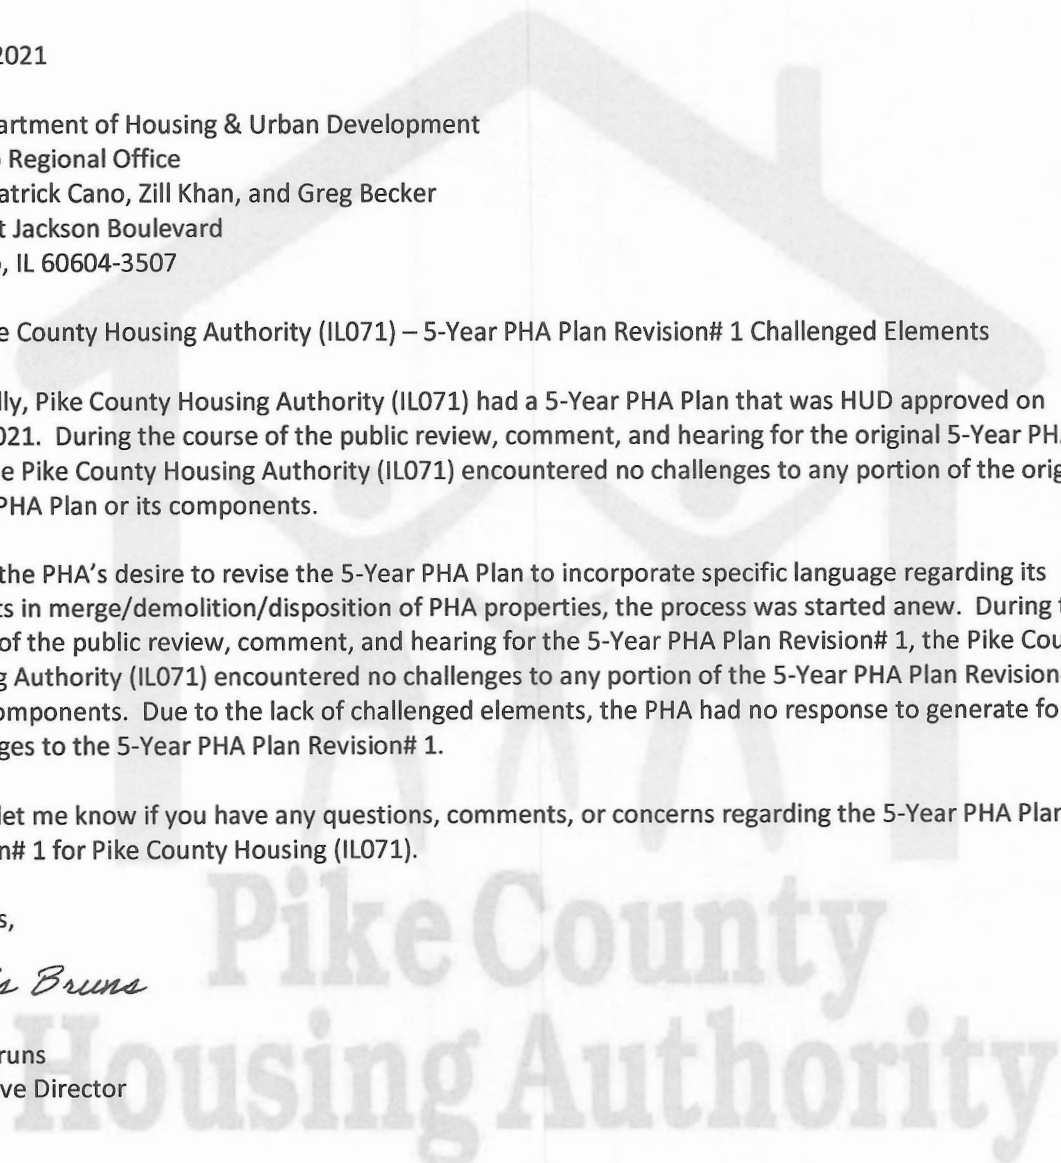 2021
artment of Housing & Urban Development
Regional Office
atrick Cano, Zill Khan, and Greg Becker
t Jackson Boulevard
, IL 60604-3507
e County Housing Authority (IL071) – 5-Year PHA Plan Revision# 1 Challenged Elements
lly, Pike County Housing Authority (IL071) had a 5-Year PHA Plan that was HUD approved on
021. During the course of the public review, comment, and hearing for the original 5-Year PHA
e Pike County Housing Authority (IL071) encountered no challenges to any portion of the orig
PHA Plan or its components.
the PHA's desire to revise the 5-Year PHA Plan to incorporate specific language regarding its
ts in merge/demolition/disposition of PHA properties, the process was started anew. During t
of the public review, comment, and hearing for the 5-Year PHA Plan Revision# 1, the Pike Cou
g Authority (IL071) encountered no challenges to any portion of the 5-Year PHA Plan Revision
omponents. Due to the lack of challenged elements, the PHA had no response to generate fo
ges to the 5-Year PHA Plan Revision# 1.
let me know if you have any questions, comments, or concerns regarding the 5-Year PHA Plan
n# 1 for Pike County Housing (IL071).
s,
s Bruns
runs
ve Director
Pike County
Housing Authority